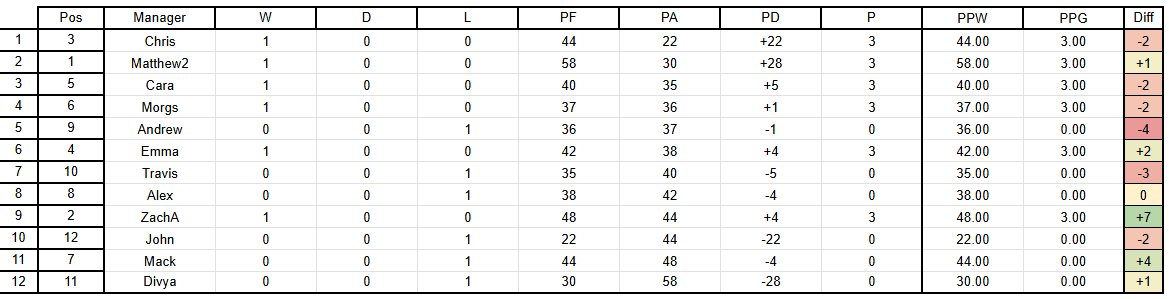 Pos Manager W D L PF PA PD P PPW PPG Diff
1 3 Chris 1 0 0 44 22 +22 3 44.00 3.00 -2
2 1 Matthew2 1 0 0 58 30 +28 3 58.00 3.00 +1
3 5 Cara 1 0 0 40 35 +5 3 40.00 3.00 -2
4 6 Morgs 1 0 0 37 36 +1 3 37.00 3.00 -2
5 9 Andrew 0 0 1 36 37 -1 0 36.00 0.00 -4
6 4 Emma 1 0 0 42 38 +4 3 42.00 3.00 +2
7 10 Travis 0 0 1 35 40 -5 0 35.00 0.00 -3
8 8 Alex 0 0 1 38 42 -4 0 38.00 0.00 0
9 2 ZachA 1 0 0 48 44 +4 3 48.00 3.00 +7
10 12 John 0 0 1 22 44 -22 0 22.00 0.00 -2
11 7 Mack 0 0 1 44 48 -4 0 44.00 0.00 +4
12 11 Divya 0 0 1 30 58 -28 0 30.00 0.00 +1